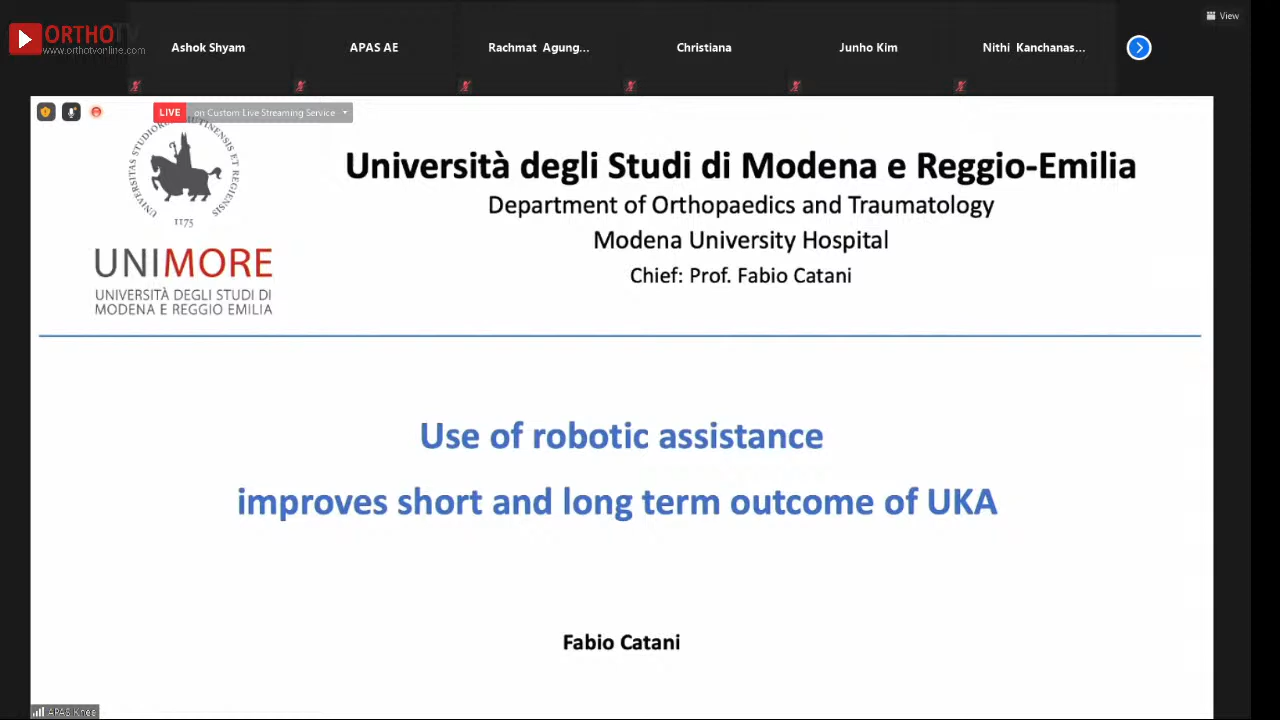 ORTHOTV
www.orthotvonline.com
Ashok Shyam
APAS AE
Rachmat Agung...
Christiana
Junho Kim
Nithi Kanchanas...
View
LIVE
on Custom Live Streaming Service
1175
UNIMORE
UNIVERSITÀ DEGLI STUDI DI
MODENA E REGGIO EMILIA
Università degli Studi di Modena e Reggio-Emilia
Department of Orthopaedics and Traumatology
Modena University Hospital
Chief: Prof. Fabio Catani
Use of robotic assistance
improves short and long term outcome of UKA
Fabio Catani
APAS Knee